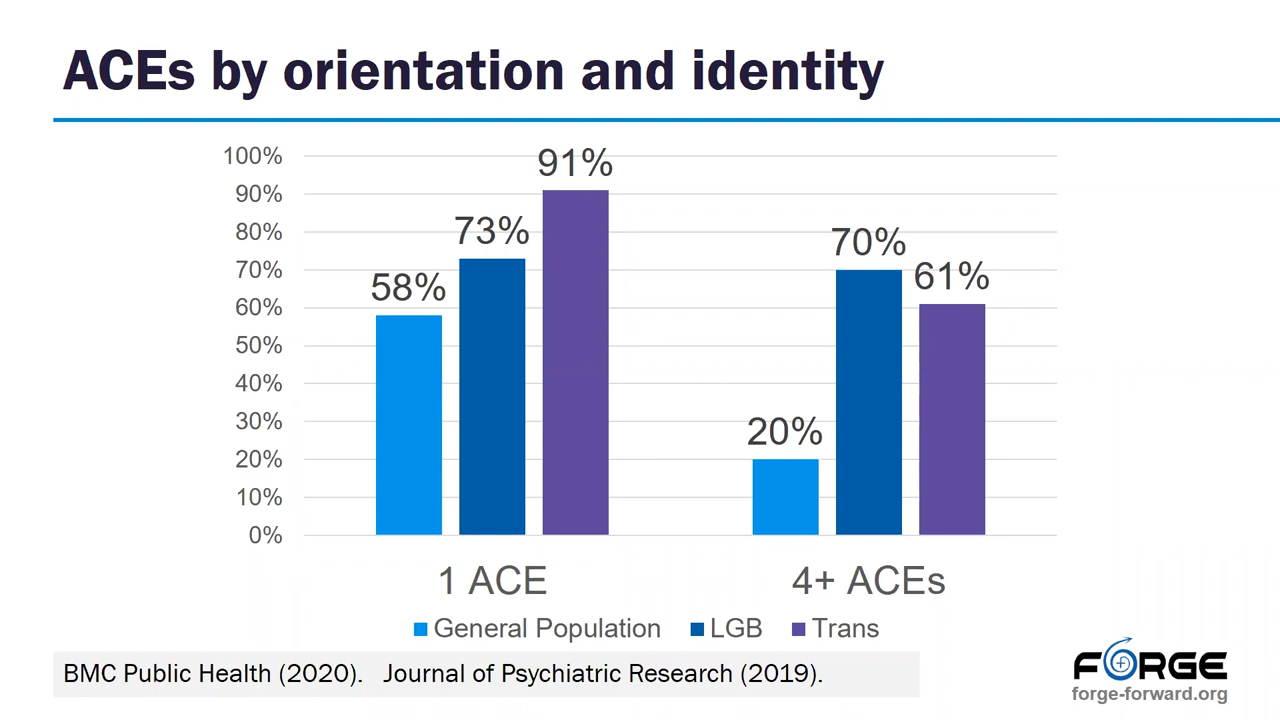 ACEs by orientation and identity
100%
90%
80%
70%
60%
50%
40%
30%
20%
10%
0%
58%
73%
91%
20%
70%
61%
1 ACE
4+ ACEs
General Population LGB Trans
BMC Public Health (2020). Journal of Psychiatric Research (2019).
FORGE
forge-forward.org